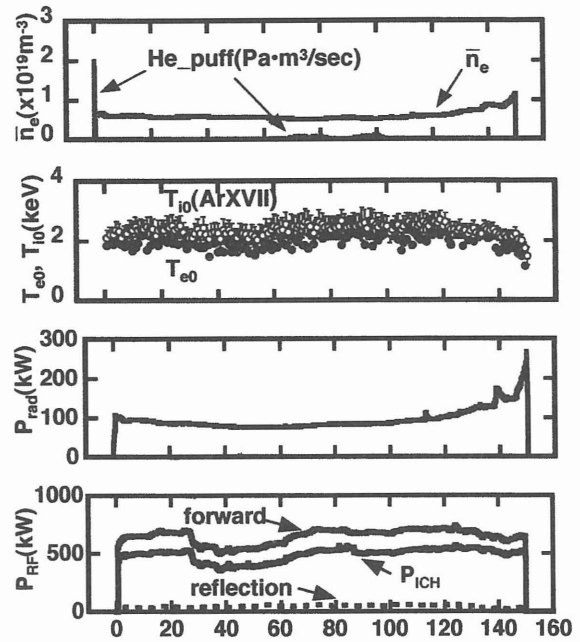 n̄e(x10¹⁹m⁻³)
3
2
1
0
He_puff(Pa·m³/sec)
n̄e
Te0, Ti0(keV)
4
2
0
Ti0(ArXVII)
Te0
Prad(kW)
300
200
100
0
PRF(kW)
1000
500
0
forward
PICH
reflection
0 20 40 60 80 100 120 140 160